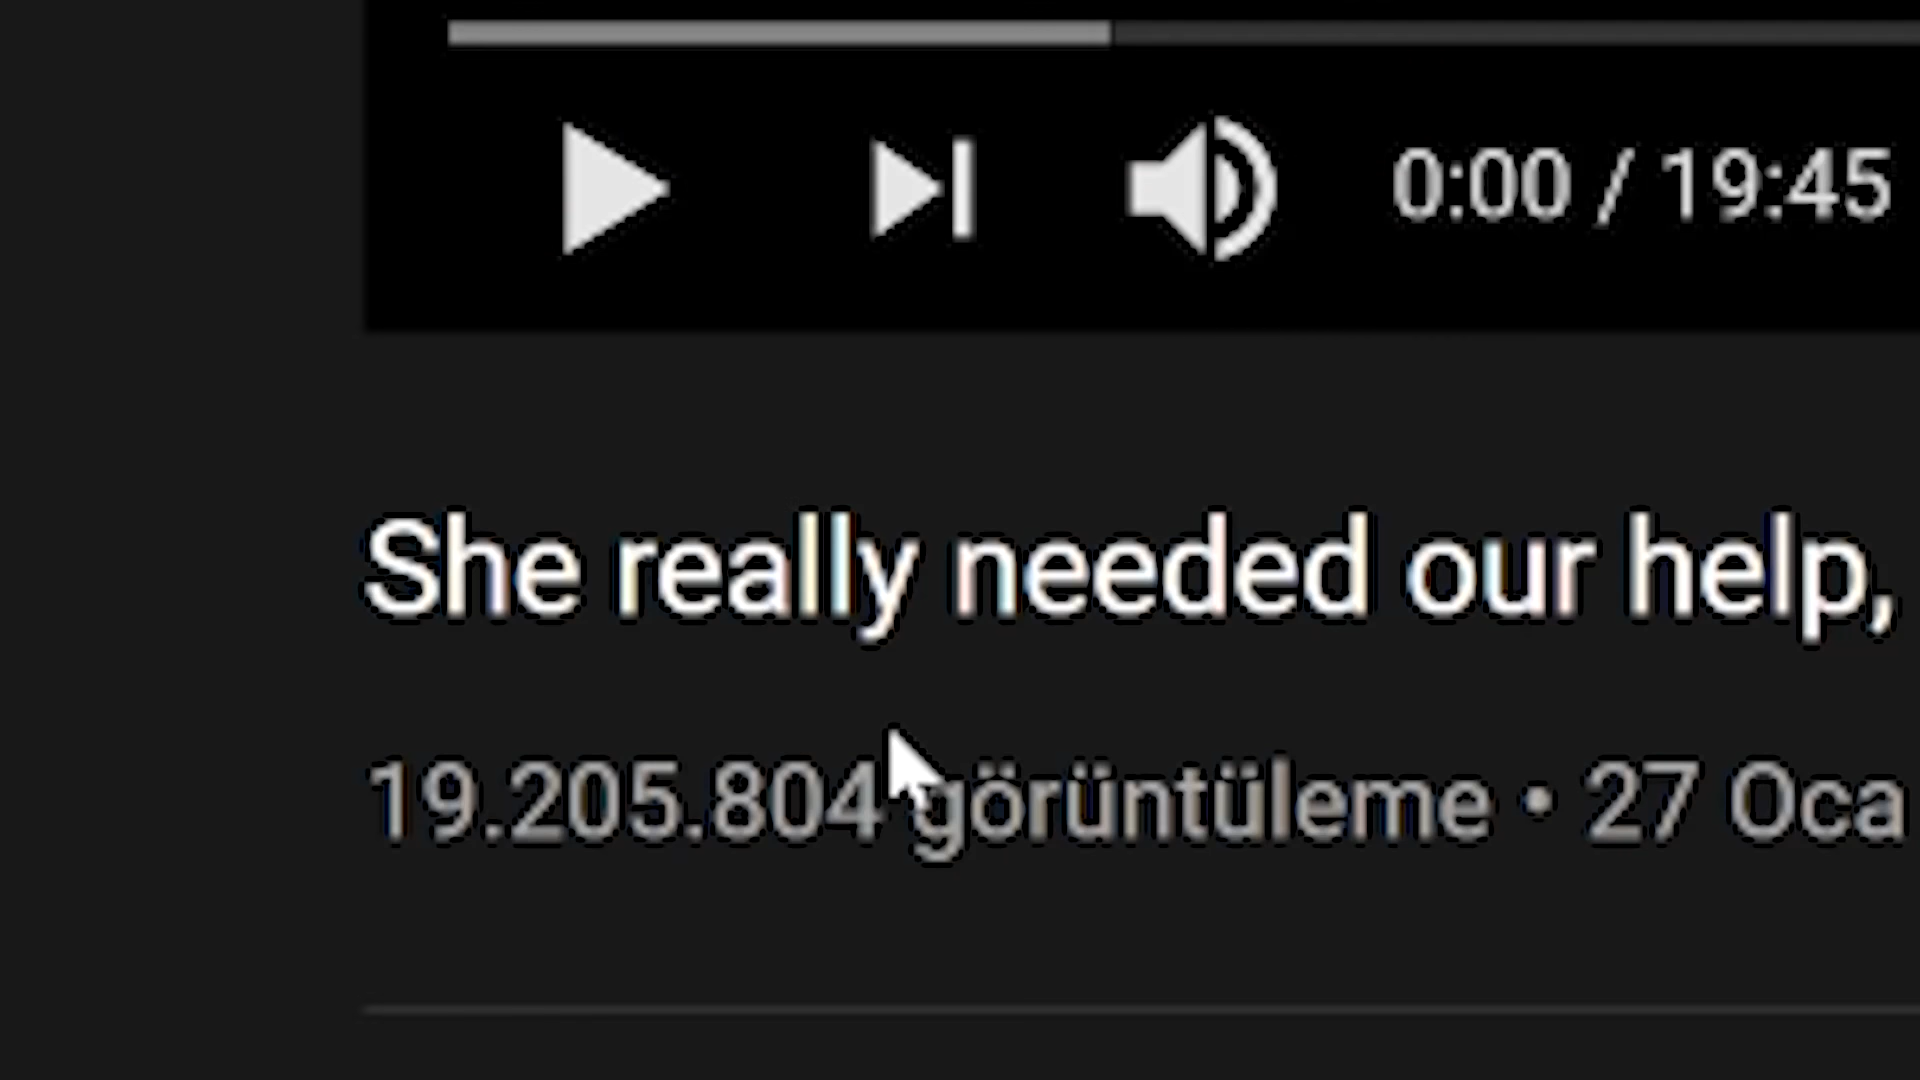 0:00 / 19:45
She really needed our help,
19.205.804 görüntüleme • 27 Oca